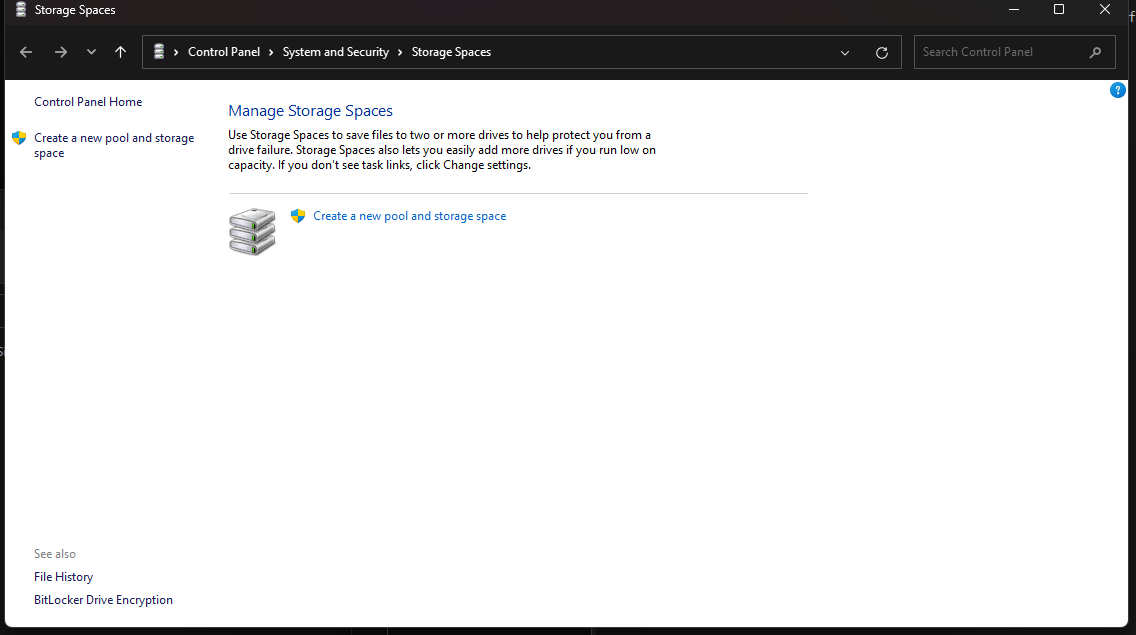 Storage Spaces
Control Panel > System and Security > Storage Spaces
Search Control Panel
Control Panel Home
Create a new pool and storage
space
Manage Storage Spaces
Use Storage Spaces to save files to two or more drives to help protect you from a
drive failure. Storage Spaces also lets you easily add more drives if you run low on
capacity. If you don't see task links, click Change settings.
Create a new pool and storage space
See also
File History
BitLocker Drive Encryption